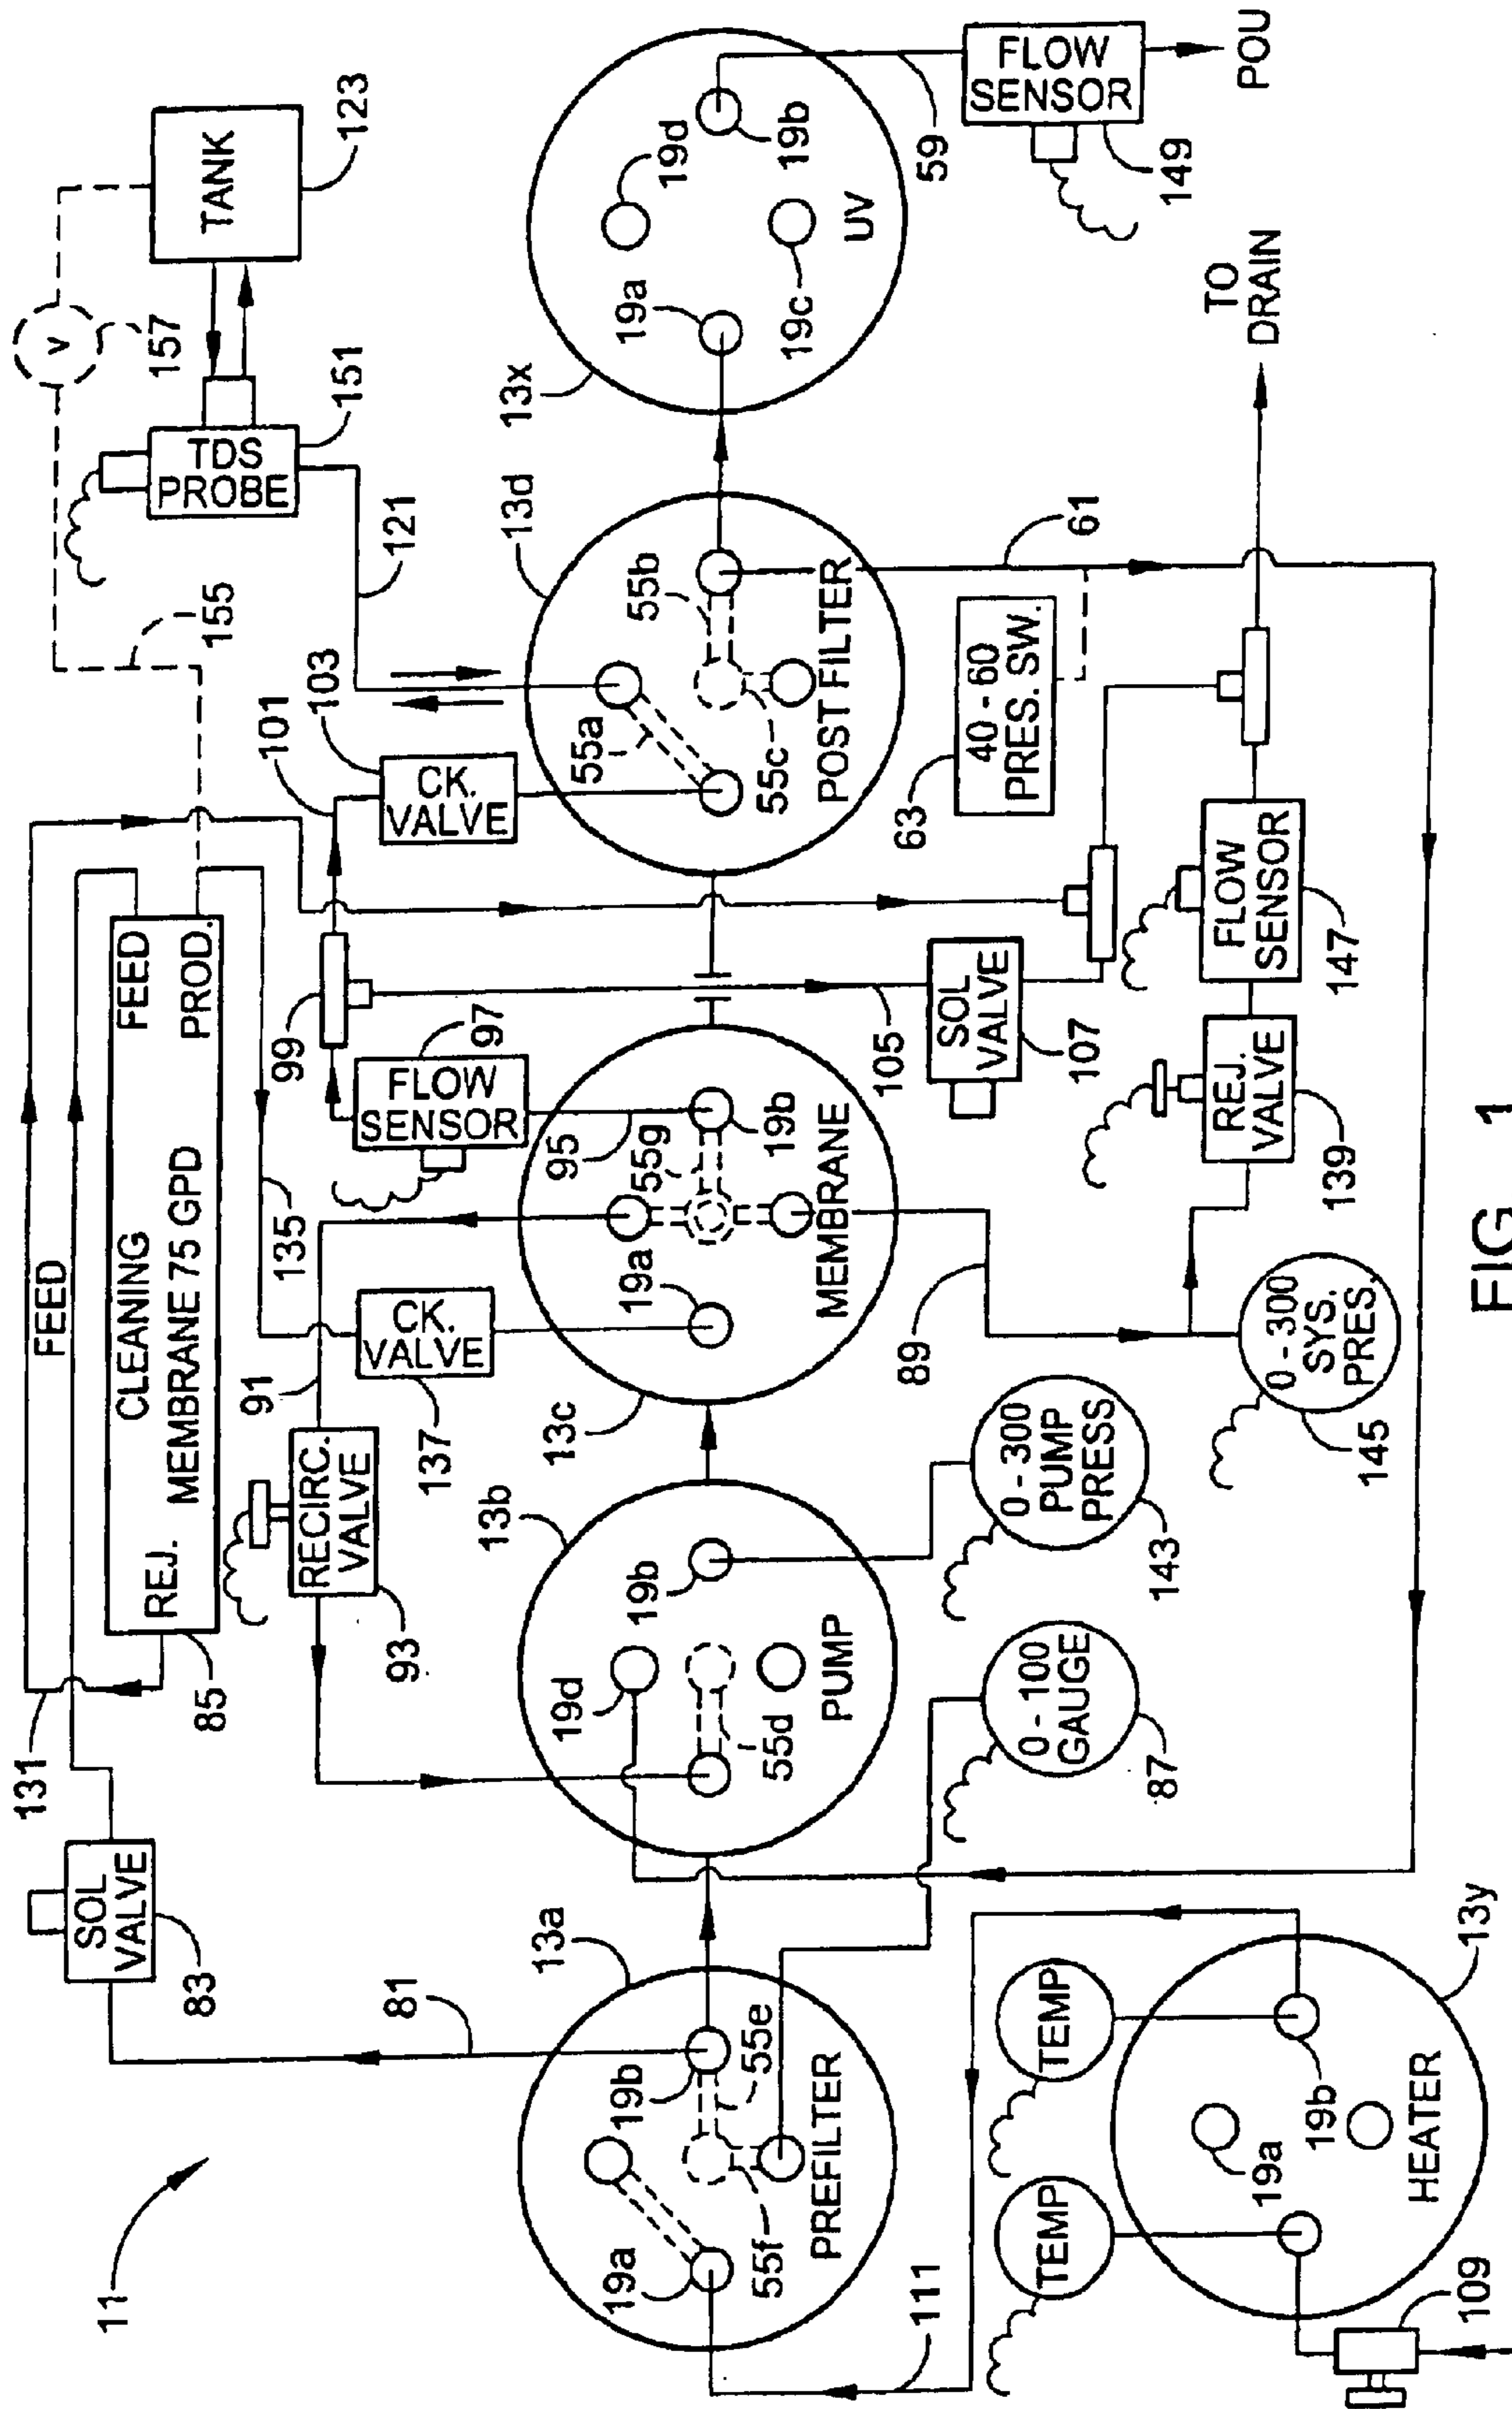 11
131
FEED
SOL
VALVE
83
REJ.
CLEANING
MEMBRANE 75 GPD
FEED
PROD.
85
81
91
135
99
101
155
157
V
TANK
123
TDS
PROBE
151
121
RECIRC.
VALVE
93
CK.
VALVE
137
FLOW
SENSOR
97
95
CK.
VALVE
103
13a
19a
19b
55e
55f
PREFILTER
13b
19d
19b
55d
PUMP
13c
19a
55g
19b
MEMBRANE
13d
55a
55b
55c
POST FILTER
13x
19a
19d
19b
19c
UV
59
FLOW
SENSOR
149
POU
111
TEMP
TEMP
13y
19a
19b
HEATER
109
0 - 100
GAUGE
87
0 - 300
PUMP
PRESS
143
89
0 - 300
SYS.
PRES.
145
105
SOL
VALVE
107
REJ.
VALVE
139
FLOW
SENSOR
147
40 - 60
PRES. SW.
63
61
TO
DRAIN
FIG 1